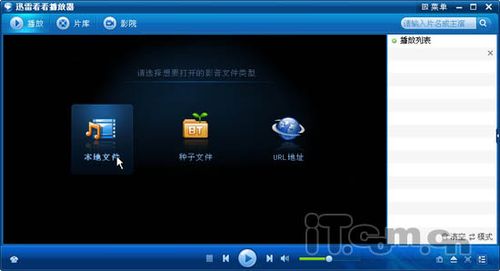 迅雷看看播放器
菜单
播放 片库 影院 请输入片名或主演
播放列表
请选择想要打开的影音文件类型
BT
本地文件 种子文件 URL地址
清空 模式
iT.com.cn